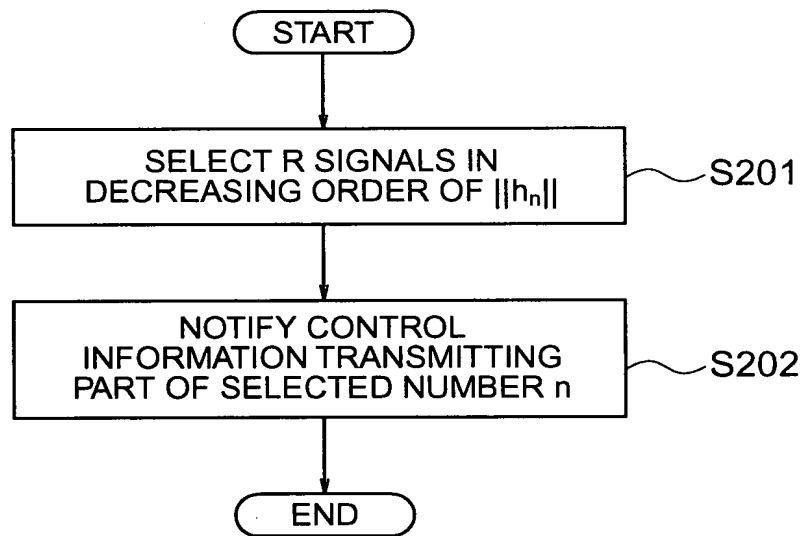 START
SELECT R SIGNALS IN
DECREASING ORDER OF ||hₙ||
S201
NOTIFY CONTROL
INFORMATION TRANSMITTING
PART OF SELECTED NUMBER n
S202
END